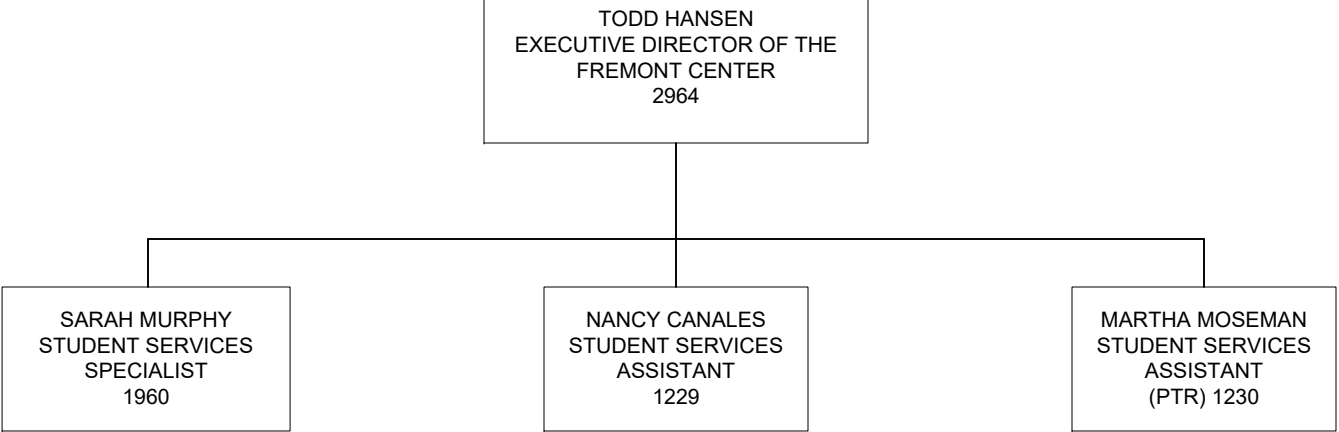 TODD HANSEN
EXECUTIVE DIRECTOR OF THE
FREMONT CENTER
2964
SARAH MURPHY
STUDENT SERVICES
SPECIALIST
1960
NANCY CANALES
STUDENT SERVICES
ASSISTANT
1229
MARTHA MOSEMAN
STUDENT SERVICES
ASSISTANT
(PTR) 1230